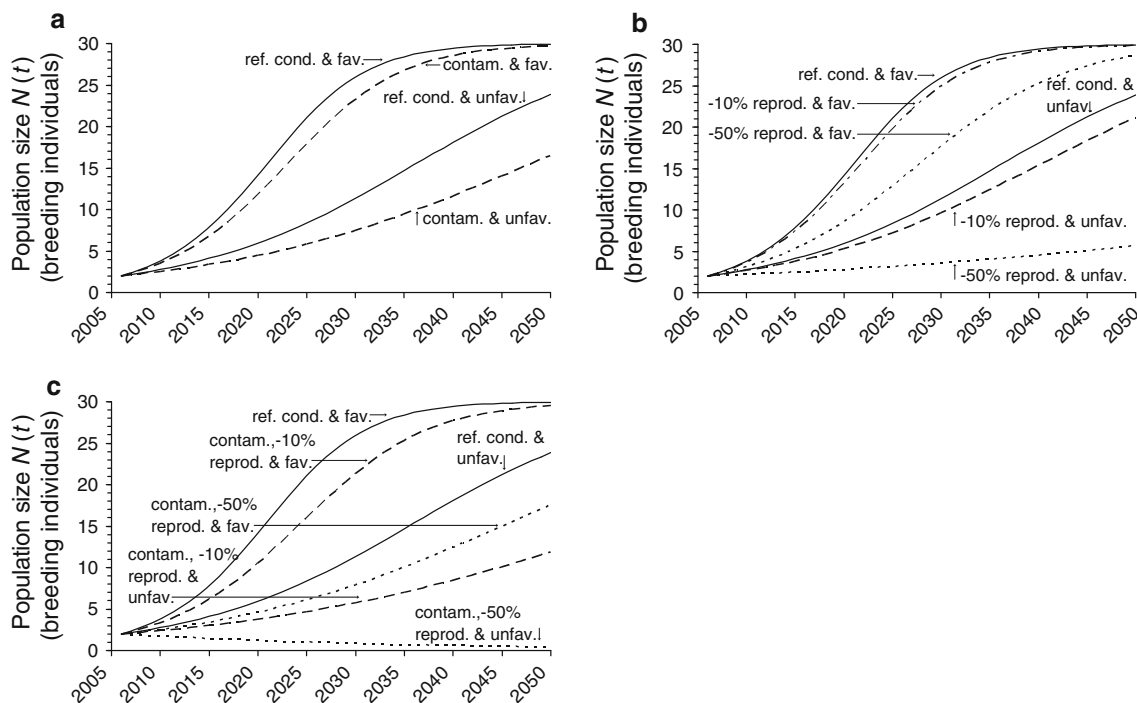 a
Population size N (t)
(breeding individuals)
30
25
20
15
10
5
0
ref. cond. & fav.
contam. & fav.
ref. cond. & unfav.
contam. & unfav.
2005
2010
2015
2020
2025
2030
2035
2040
2045
2050
b
Population size N (t)
(breeding individuals)
30
25
20
15
10
5
0
ref. cond. & fav.
-10% reprod. & fav.
-50% reprod. & fav.
ref. cond. &
unfav.
-10% reprod. & unfav.
-50% reprod. & unfav.
2005
2010
2015
2020
2025
2030
2035
2040
2045
2050
c
Population size N (t)
(breeding individuals)
30
25
20
15
10
5
0
ref. cond. & fav.
contam.,-10%
reprod. & fav.
ref. cond. &
unfav.
contam.,-50%
reprod. & fav.
contam., -10%
reprod. &
unfav.
contam.,-50%
reprod. & unfav.
2005
2010
2015
2020
2025
2030
2035
2040
2045
2050